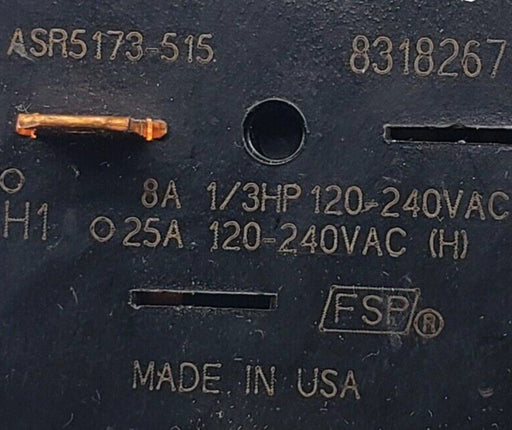 ASR5173-515 8318267
8A 1/3HP 120-240VAC
H1 25A 120-240VAC (H)
FSP®
MADE IN USA